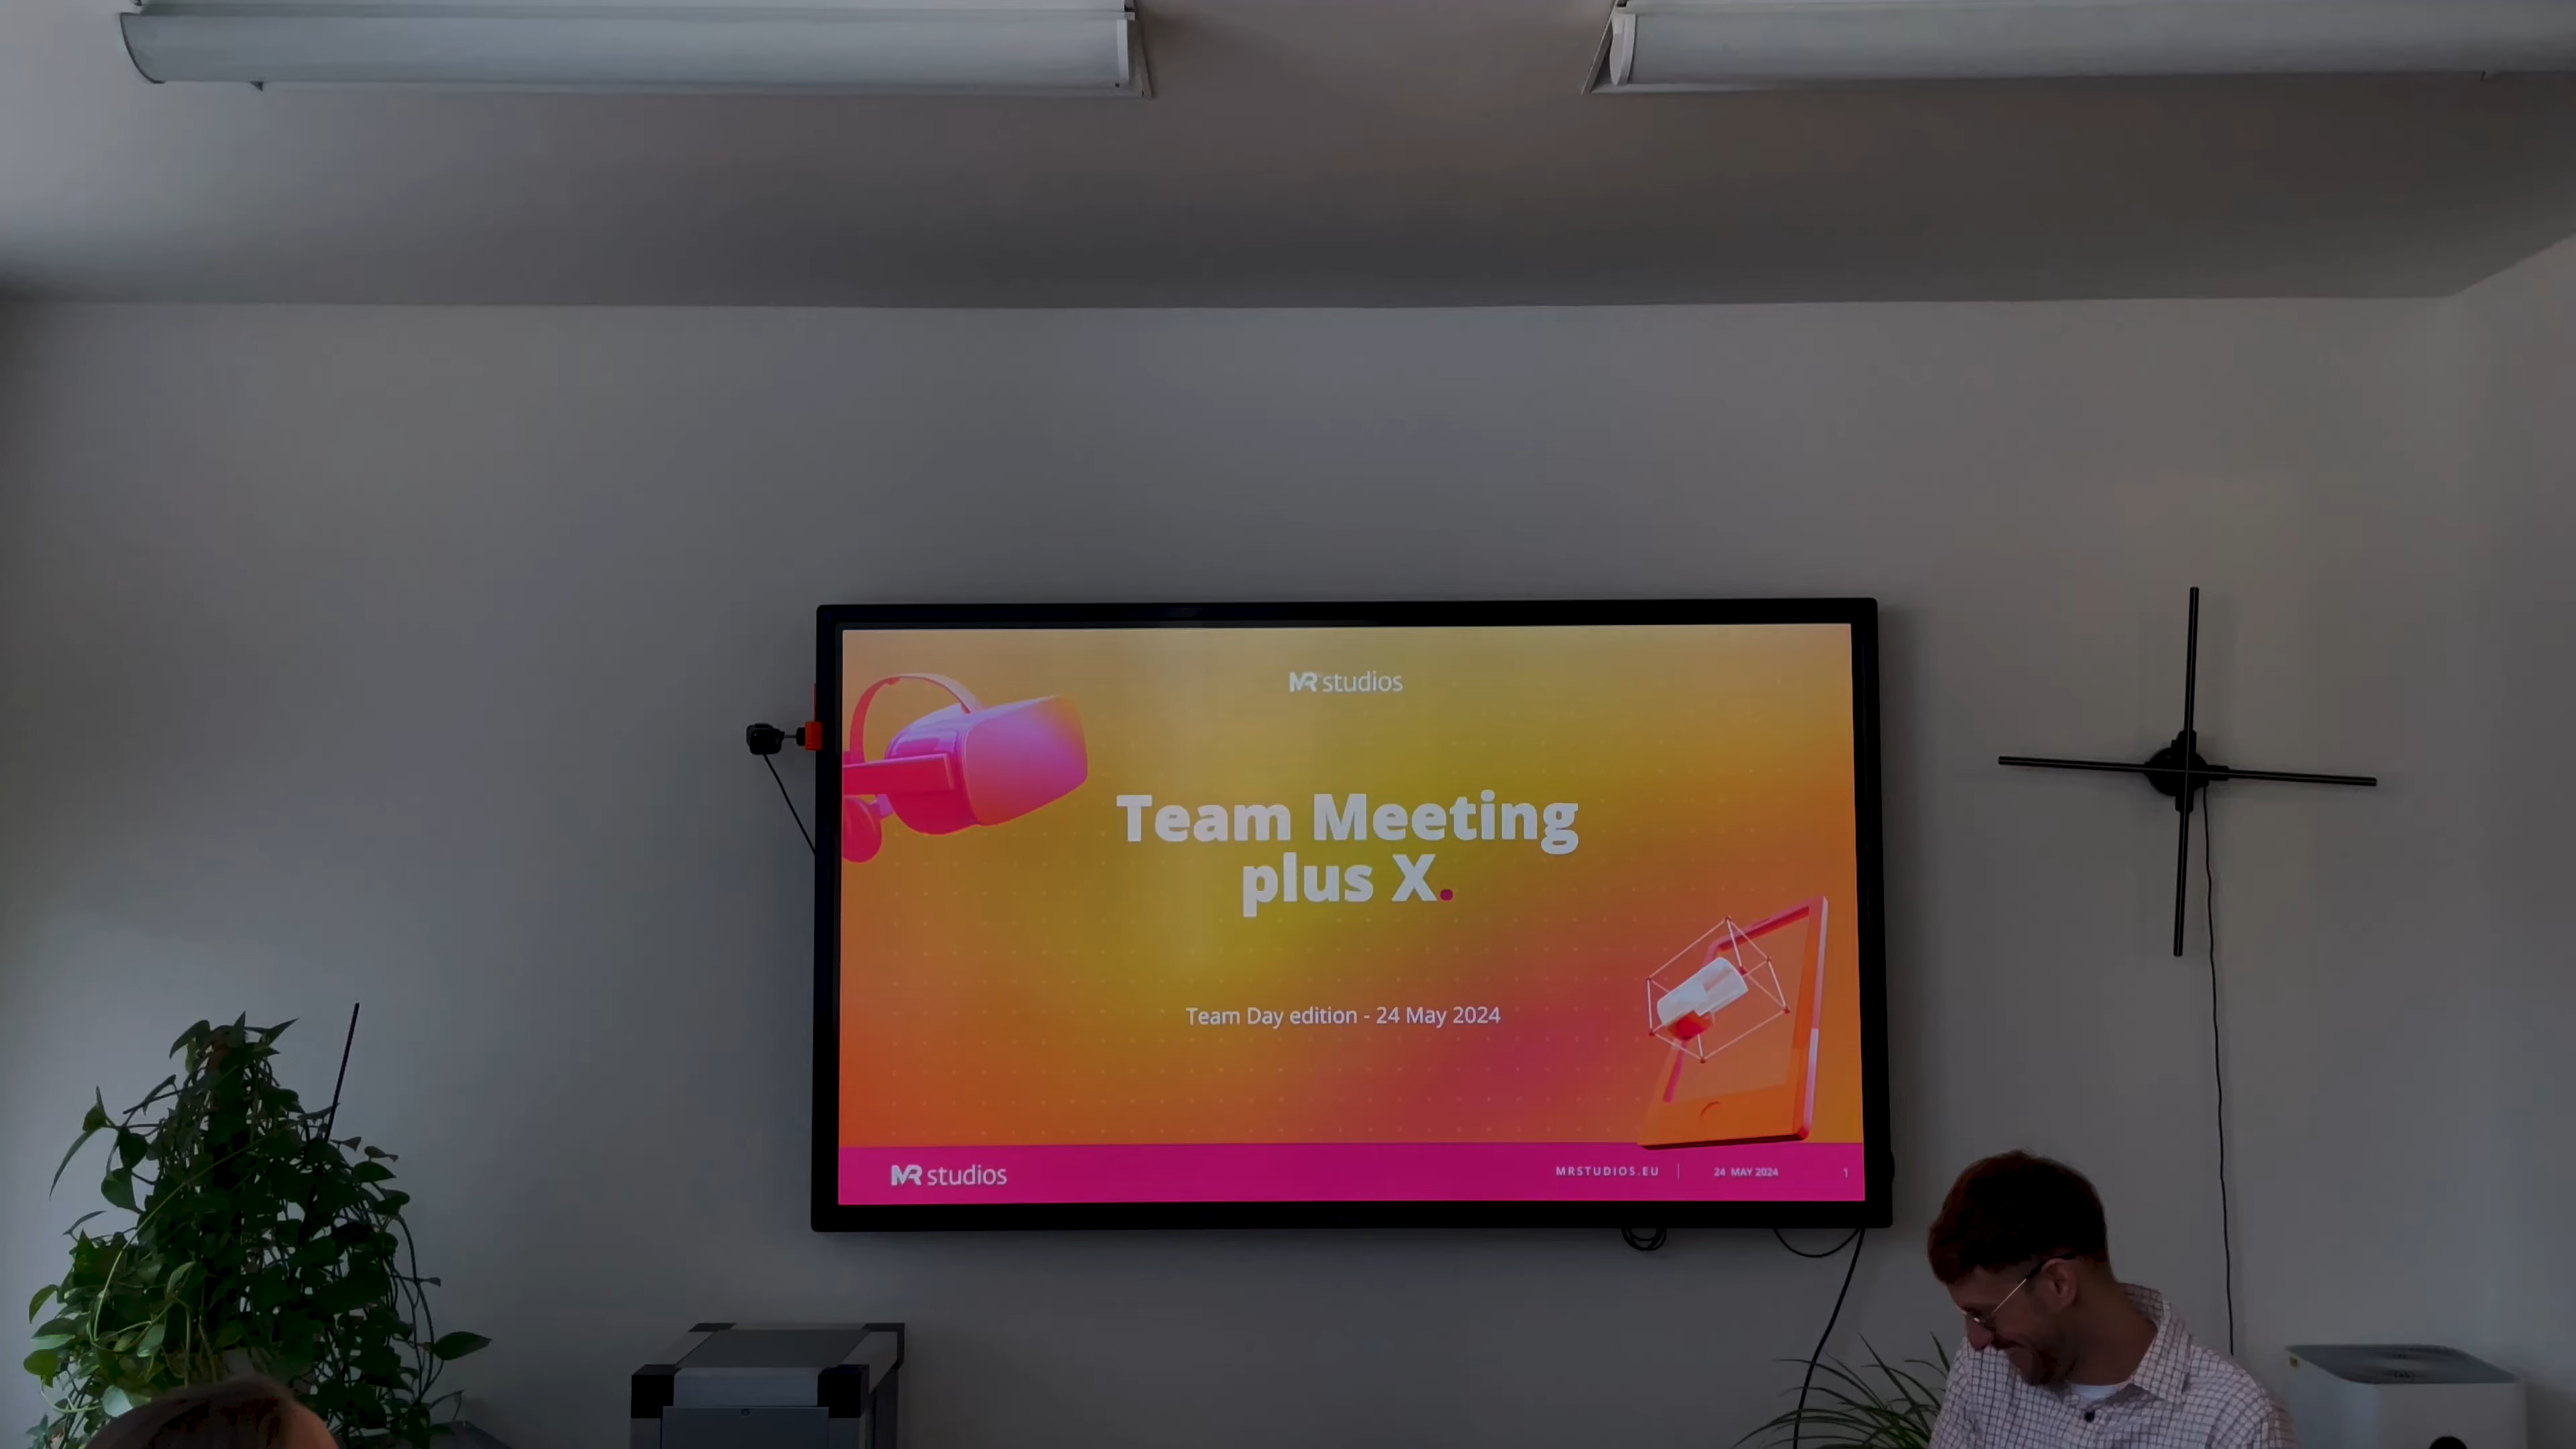 MR studios
Team Meeting
plus X.
Team Day edition - 24 May 2024
MR studios
MRSTUDIOS.EU | 24 MAY 2024 1